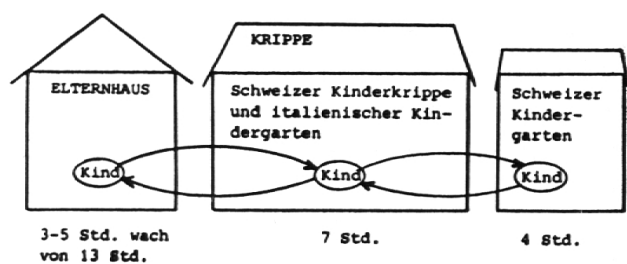 KRIPPE
ELTERNHAUS
Schweizer Kinderkrippe
und italienischer Kin-
dergarten
Schweizer
Kinder-
garten
Kind
Kind
Kind
3-5 Std. wach
von 13 Std.
7 Std.
4 Std.